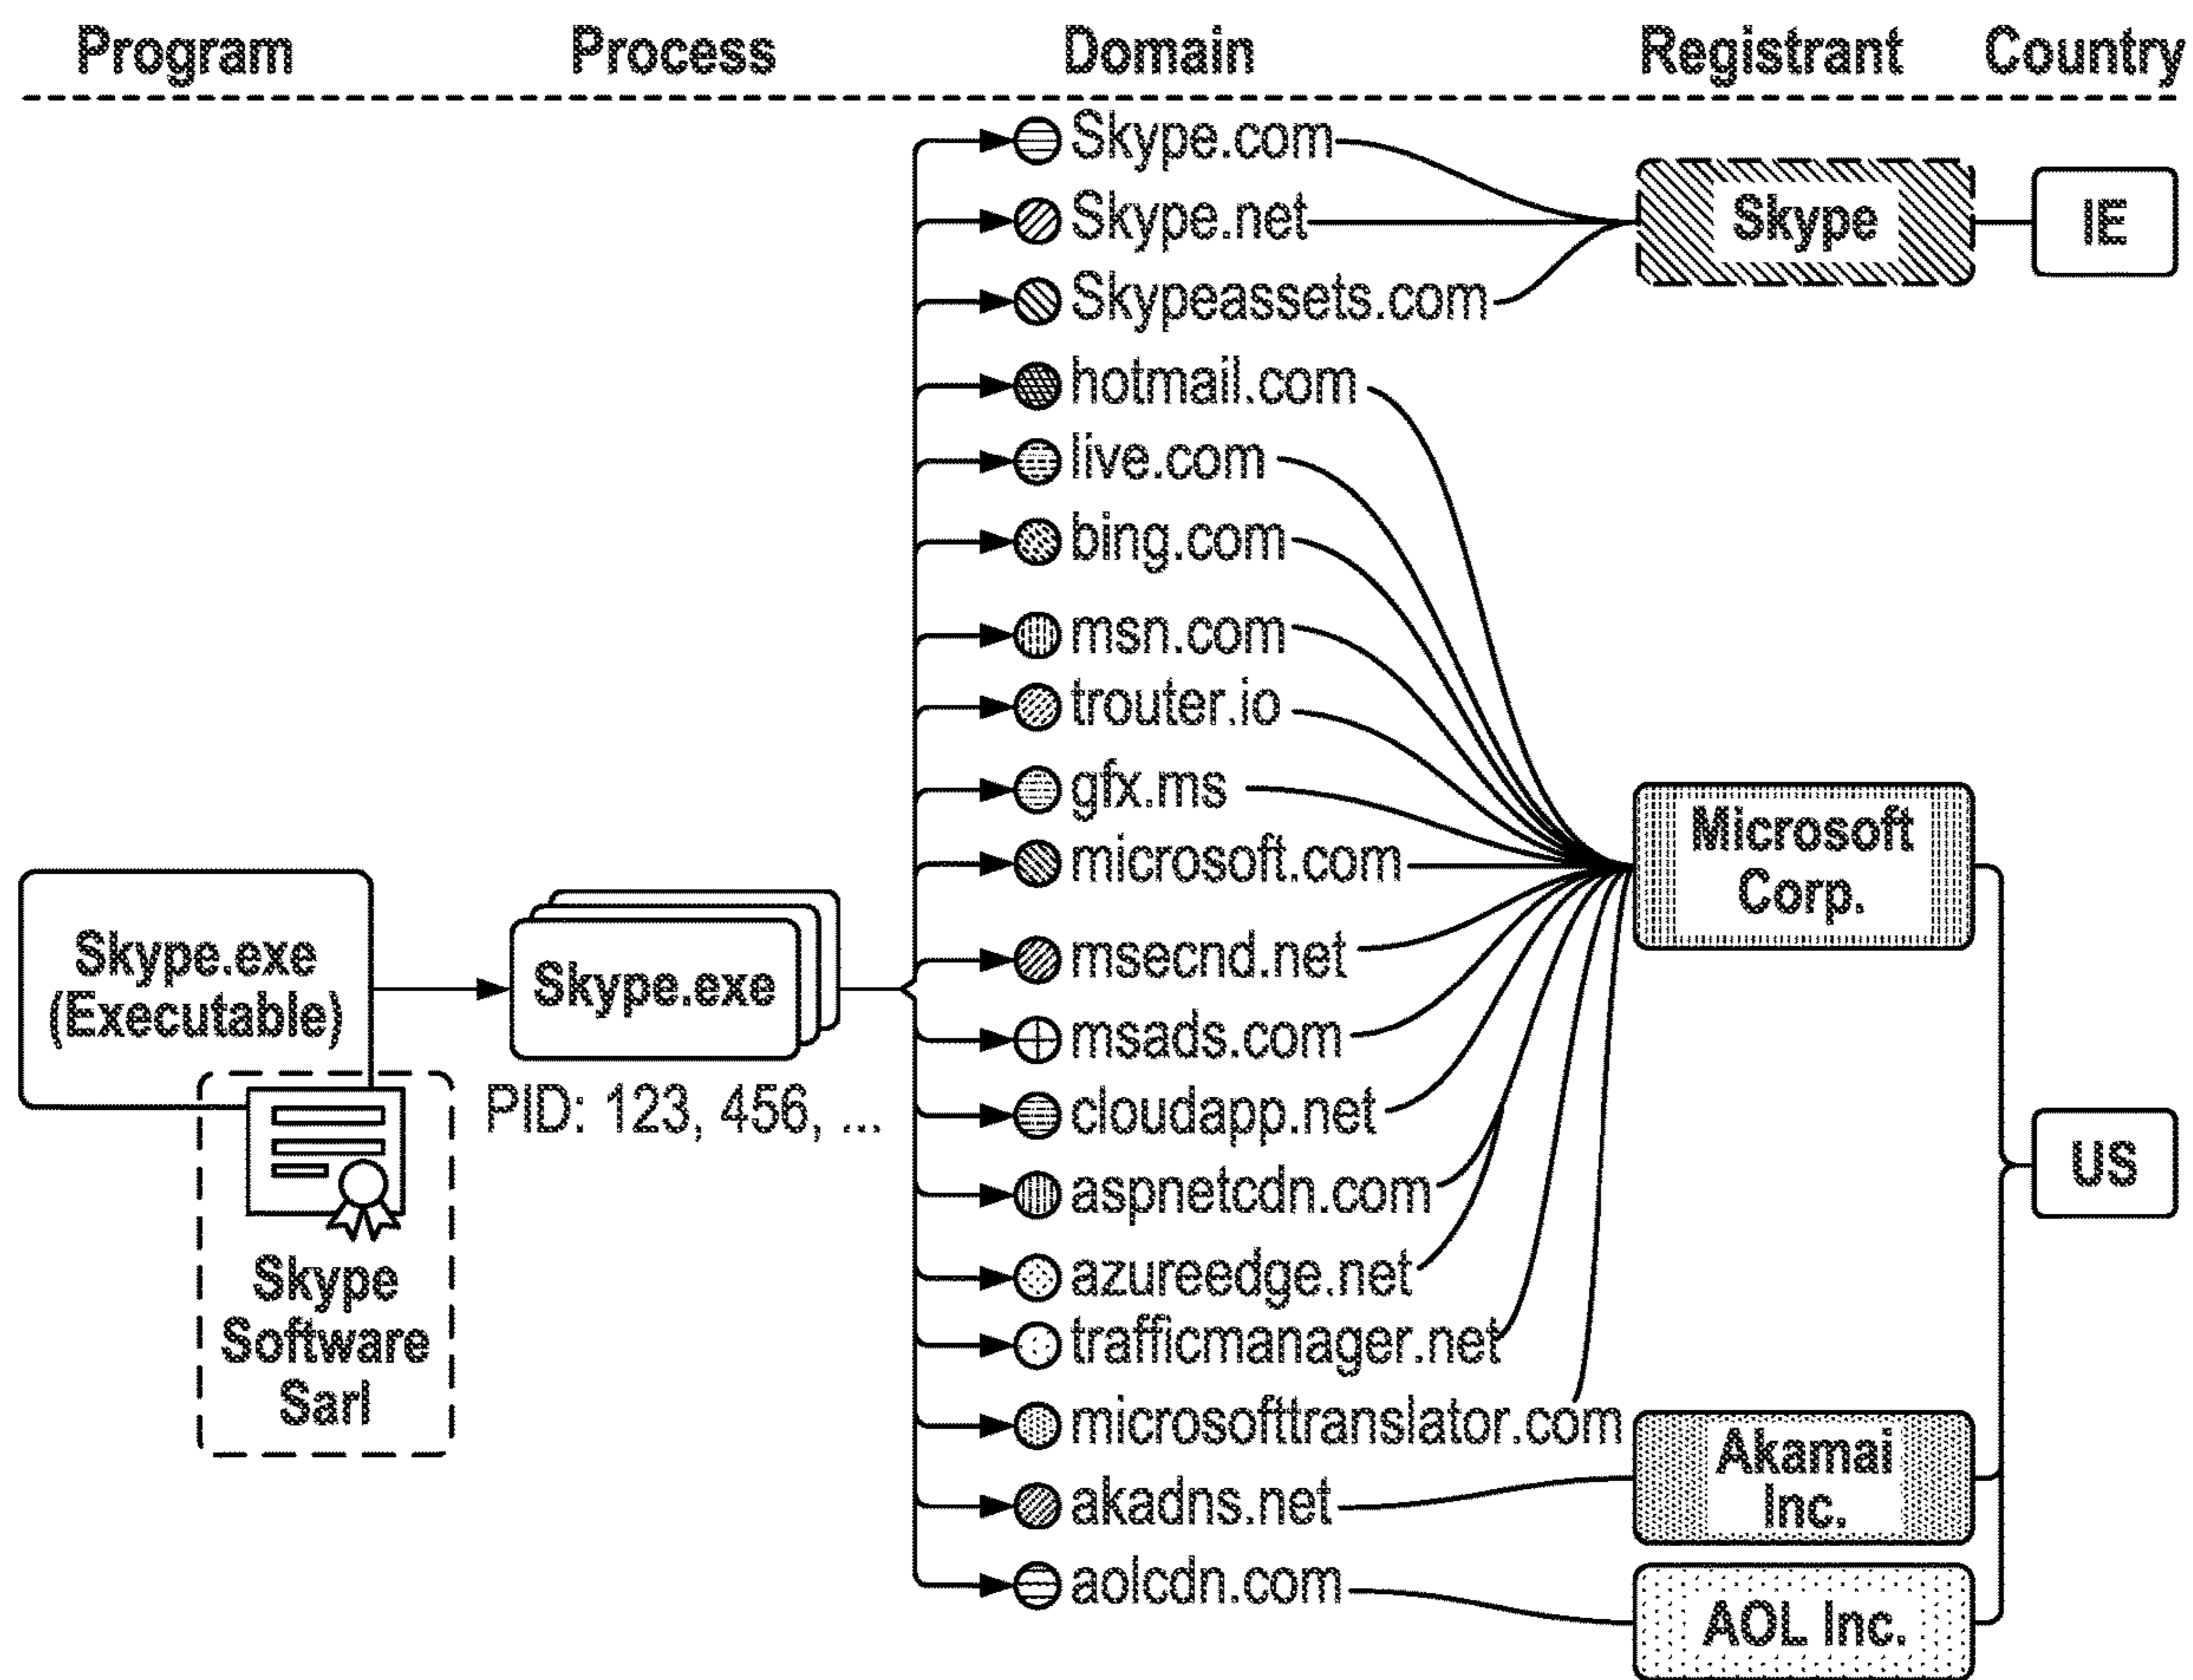 Program Process Domain Registrant Country
Skype.com
Skype.net
Skypeassets.com
hotmail.com
live.com
bing.com
msn.com
trouter.io
gfx.ms
microsoft.com
msecnd.net
msads.com
cloudapp.net
aspnetcdn.com
azureedge.net
trafficmanager.net
microsofttranslator.com
akadns.net
aolcdn.com
Skype.exe
(Executable)
Skype
Software
Sarl
Skype.exe
PID: 123, 456, ...
Skype
IE
Microsoft
Corp.
US
Akamai
Inc.
AOL Inc.